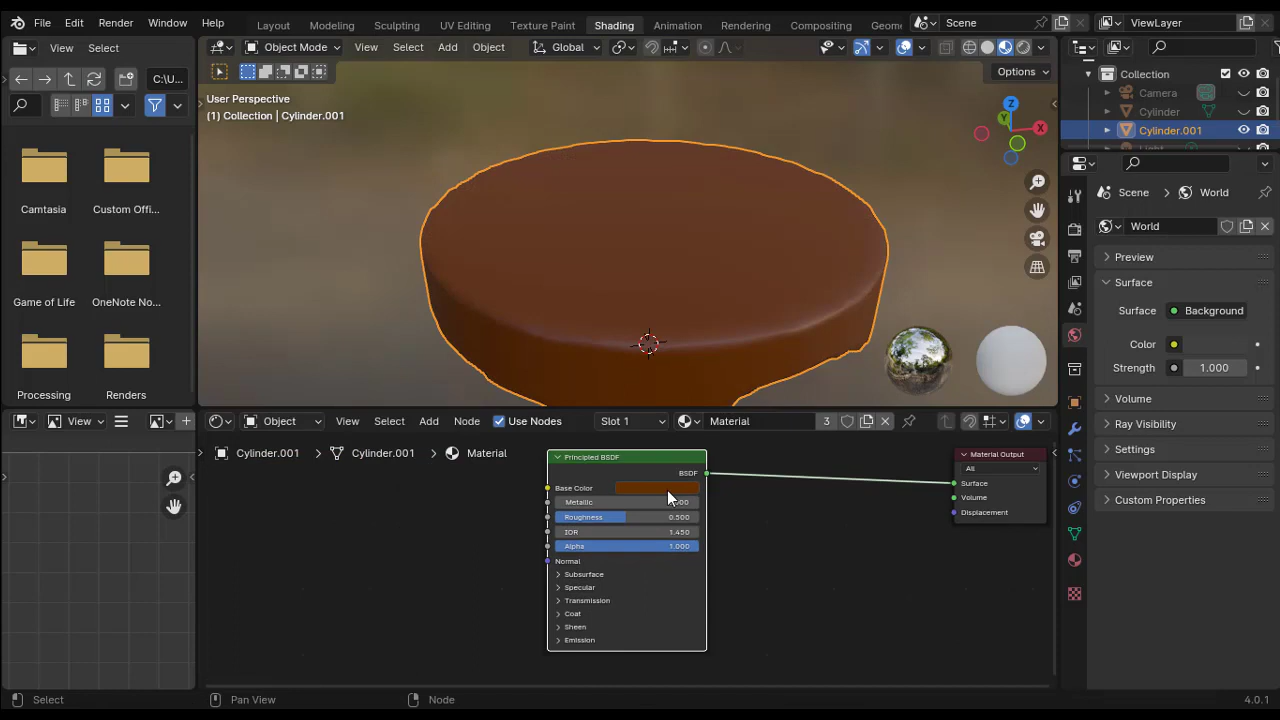 File Edit Render Window Help Layout Modeling Sculpting UV Editing Texture Paint Shading Animation Rendering Compositing Geome Scene ViewLayer
View Select Object Mode View Select Add Object Global
C:\U... Options
User Perspective
(1) Collection | Cylinder.001
Z
Y
X
Collection
Camera
Cylinder
Cylinder.001
Scene World
World
Preview
Surface
Surface: Background
Color:
Strength: 1.000
Volume
Ray Visibility
Settings
Viewport Display
Custom Properties
Camtasia Custom Offi...
Game of Life OneNote No...
Processing Renders
View Object View Select Add Node Use Nodes Slot 1 Material 3
Cylinder.001 Cylinder.001 Material
Principled BSDF
BSDF
Base Color
Metallic
Roughness 0.500
IOR 1.450
Alpha 1.000
Normal
Subsurface
Specular
Transmission
Coat
Sheen
Emission
Material Output
All
Surface
Volume
Displacement
Select Pan View Node 4.0.1